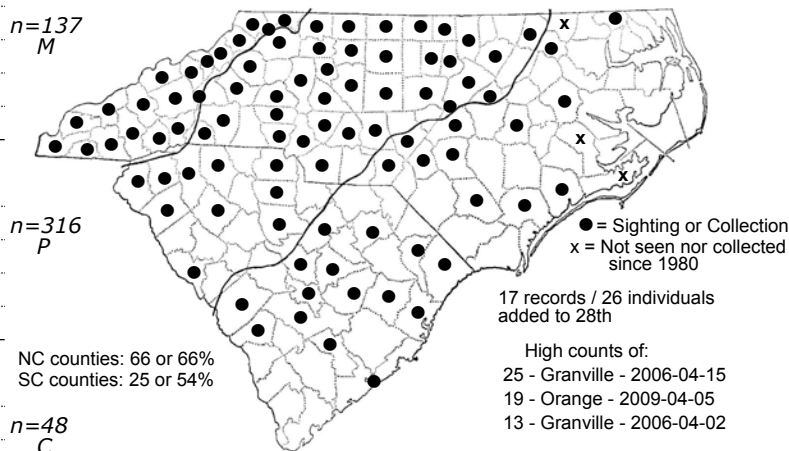 n=137
M
n=316
P
n=48
C
x
x
x
● = Sighting or Collection
x = Not seen nor collected
since 1980
17 records / 26 individuals
added to 28th
NC counties: 66 or 66%
SC counties: 25 or 54%
High counts of:
25 - Granville - 2006-04-15
19 - Orange - 2009-04-05
13 - Granville - 2006-04-02